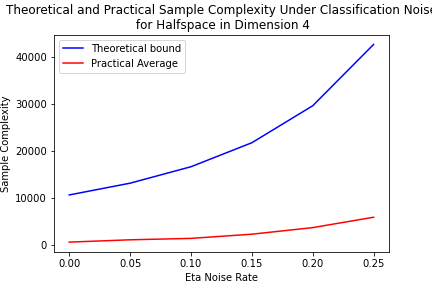 Theoretical and Practical Sample Complexity Under Classification Noise
for Halfspace in Dimension 4
Theoretical bound
Practical Average
Sample Complexity
40000
30000
20000
10000
0
0.00 0.05 0.10 0.15 0.20 0.25
Eta Noise Rate